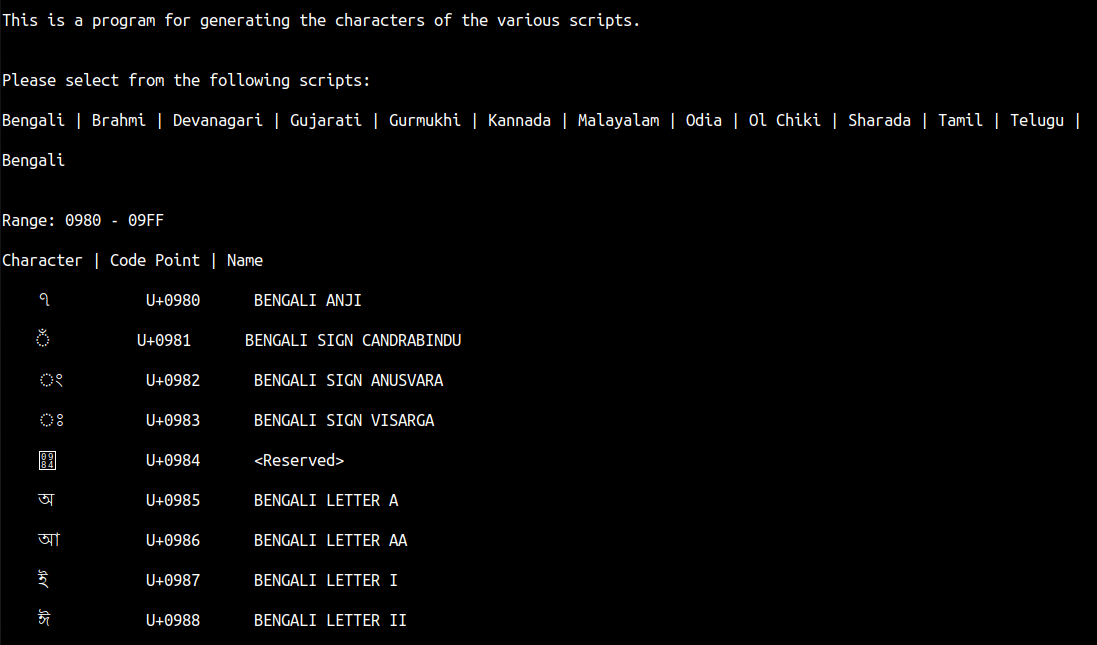 This is a program for generating the characters of the various scripts.
Please select from the following scripts:
Bengali | Brahmi | Devanagari | Gujarati | Gurmukhi | Kannada | Malayalam | Odia | Ol Chiki | Sharada | Tamil | Telugu |
Bengali
Range: 0980 - 09FF
Character | Code Point | Name
ঀ U+0980 BENGALI ANJI
ঁ U+0981 BENGALI SIGN CANDRABINDU
ং U+0982 BENGALI SIGN ANUSVARA
ঃ U+0983 BENGALI SIGN VISARGA
঄ U+0984 <Reserved>
অ U+0985 BENGALI LETTER A
আ U+0986 BENGALI LETTER AA
ই U+0987 BENGALI LETTER I
ঈ U+0988 BENGALI LETTER II